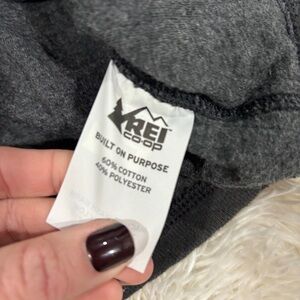 REI
CO·OP
BUILT ON PURPOSE
60% COTTON
40% POLYESTER